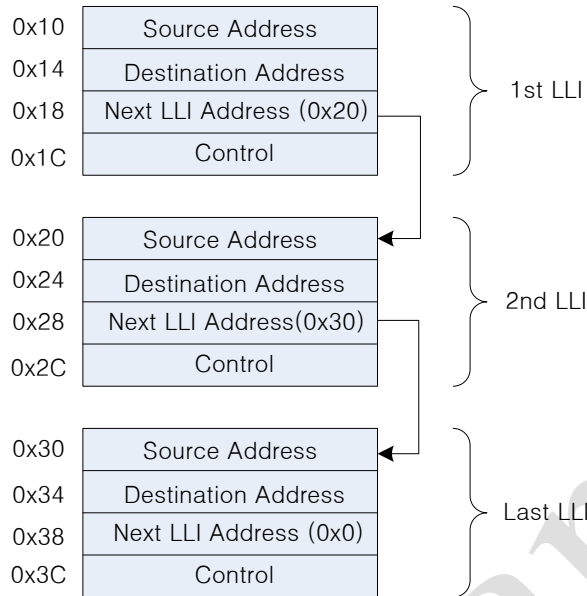 0x10 Source Address
0x14 Destination Address
0x18 Next LLI Address (0x20)
0x1C Control
1st LLI
0x20 Source Address
0x24 Destination Address
0x28 Next LLI Address(0x30)
0x2C Control
2nd LLI
0x30 Source Address
0x34 Destination Address
0x38 Next LLI Address (0x0)
0x3C Control
Last LLI